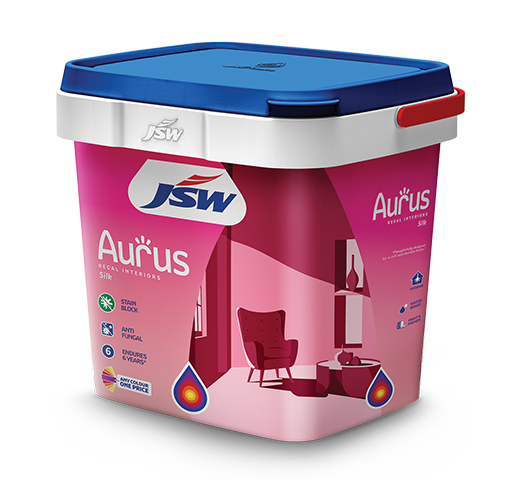 JSW
JSW
Aurus
REGAL INTERIORS
Silk
STAIN
BLOCK
ANTI
FUNGAL
6
ENDURES
6 YEARS*
ANY COLOUR
ONE PRICE
Aurus
REGAL INTERIORS
Silk